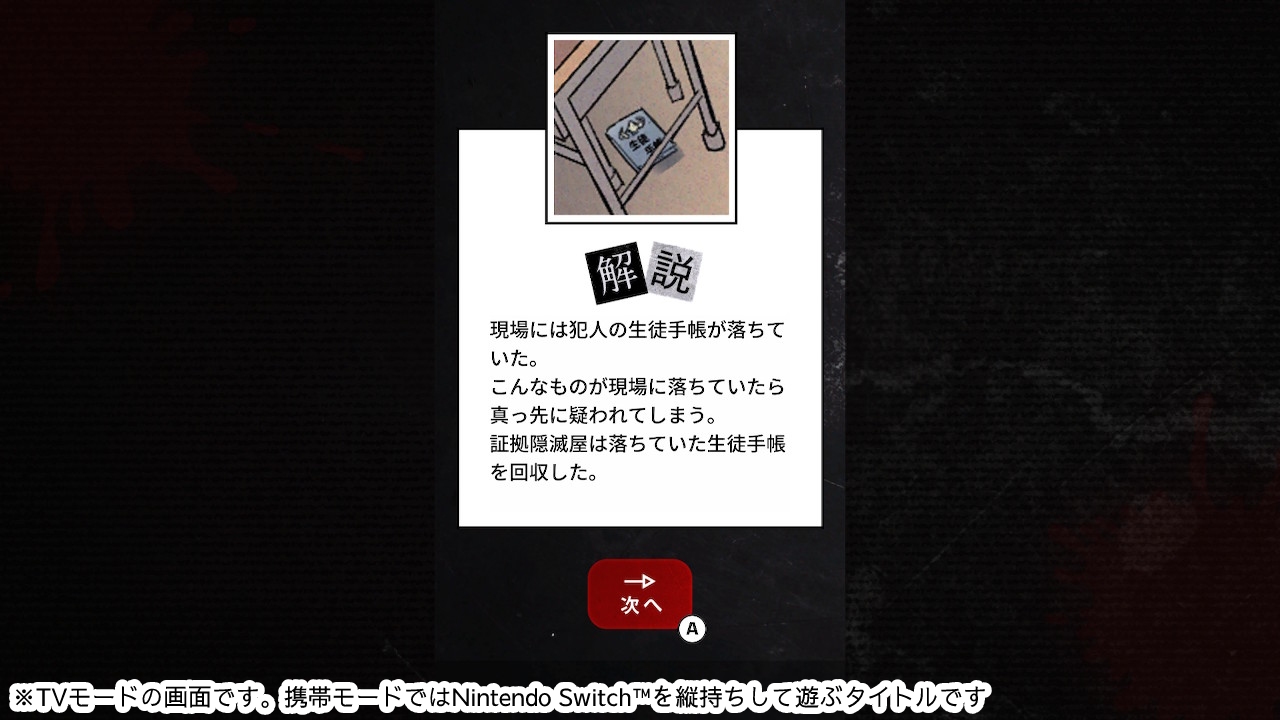 生徒
手帳
解説
現場には犯人の生徒手帳が落ちて
いた。
こんなものが現場に落ちていたら
真っ先に疑われてしまう。
証拠隠滅屋は落ちていた生徒手帳
を回収した。
次へ
A
※TVモードの画面です。携帯モードではNintendo Switch™を縦持ちして遊ぶタイトルです